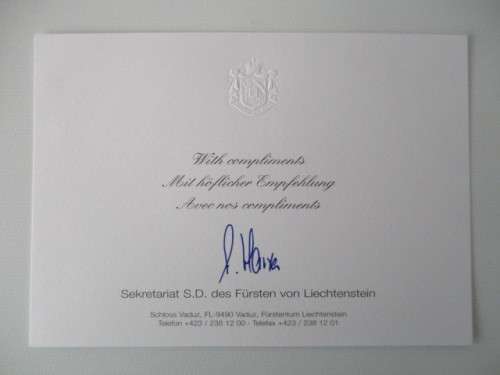 With compliments
Mit höflicher Empfehlung
Avec nos compliments
Sekretariat S.D. des Fürsten von Liechtenstein
Schloss Vaduz, FL-9490 Vaduz, Fürstentum Liechtenstein
Telefon +423 / 238 12 00 - Telefax +423 / 238 12 01